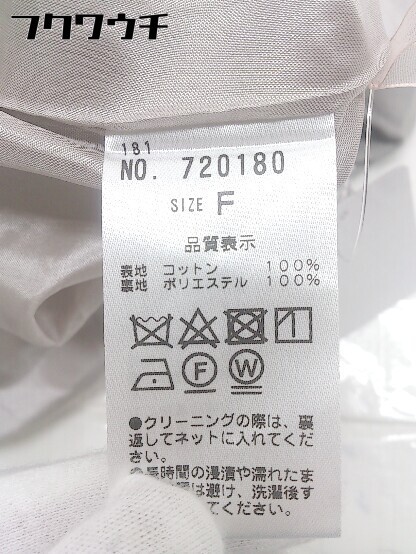 フクワウチ
181
NO. 720180
SIZE F
品質表示
表地 コットン 100%
裏地 ポリエステル 100%
F W
●クリーニングの際は、裏
返してネットに入れてくだ
さい。
長時間の浸漬や濡れたま
は避け、洗濯後す
てください。